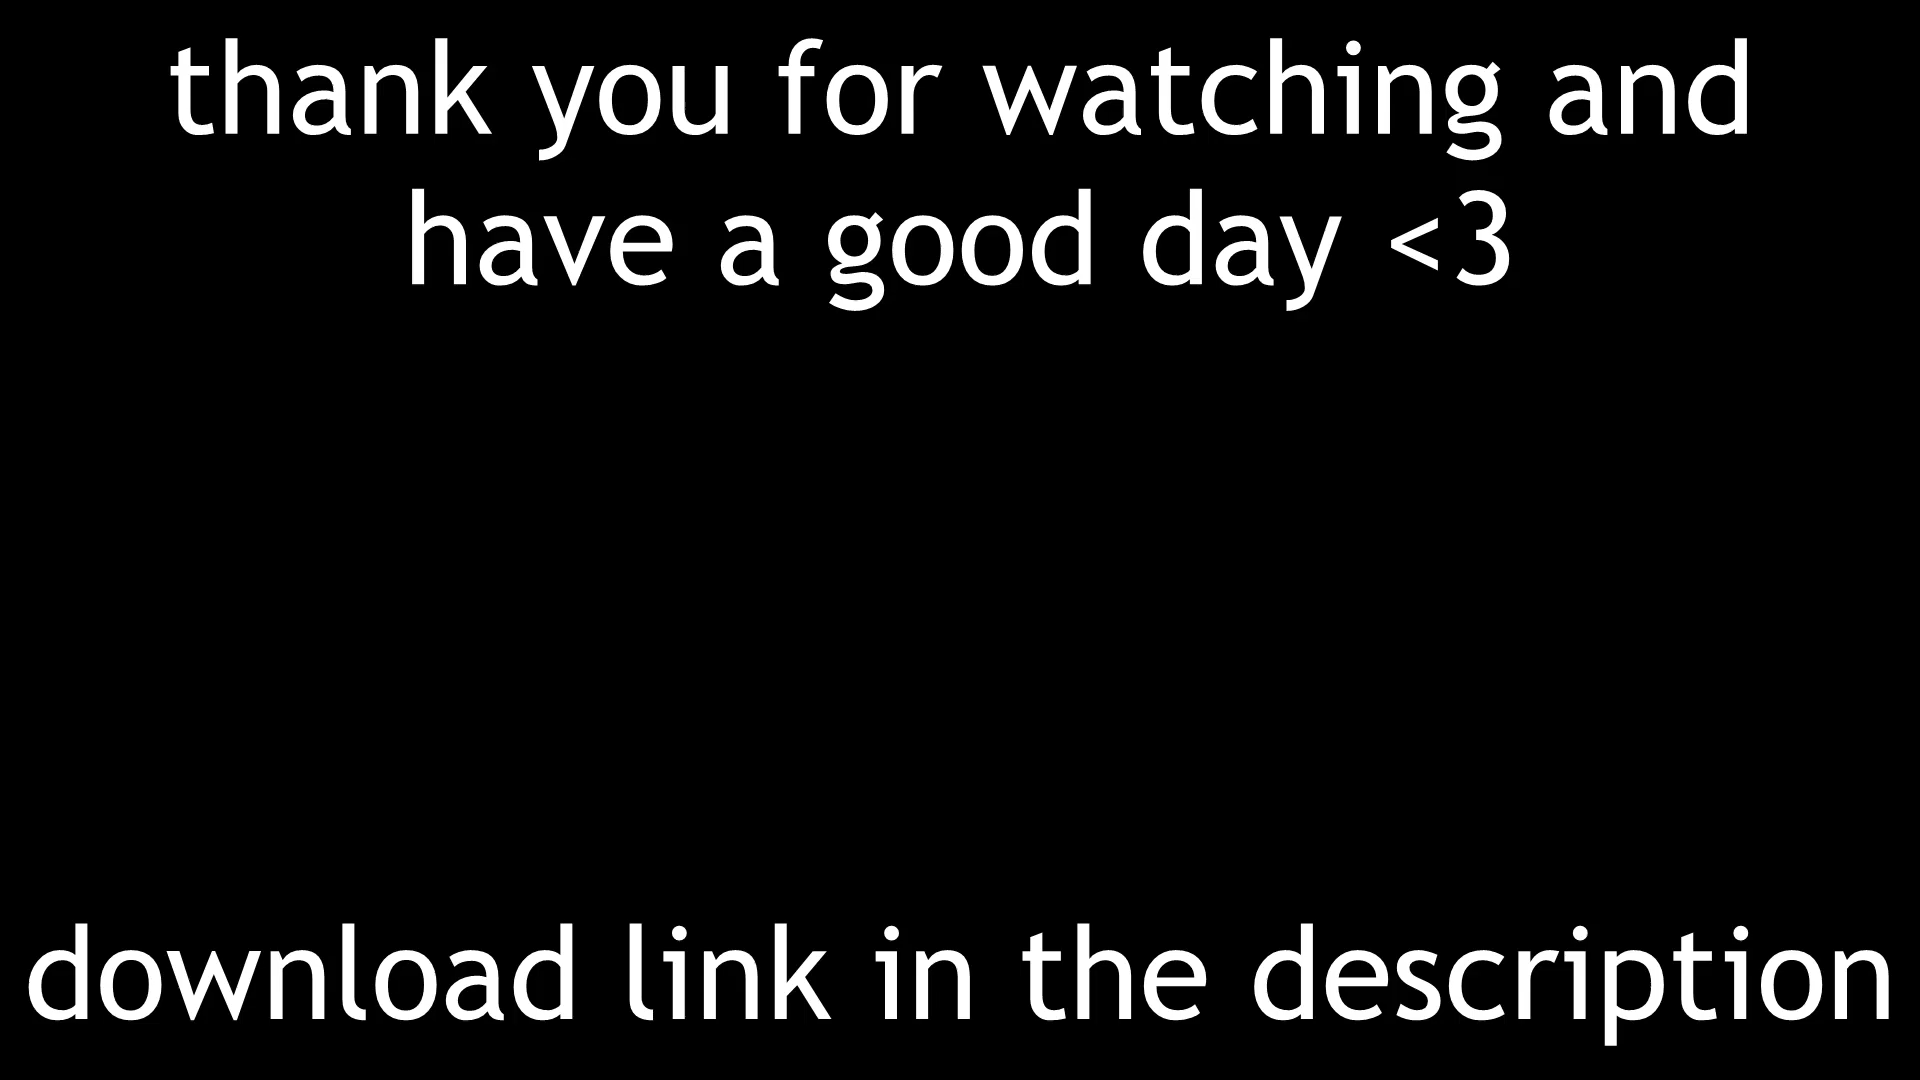 thank you for watching and
have a good day <3
download link in the description